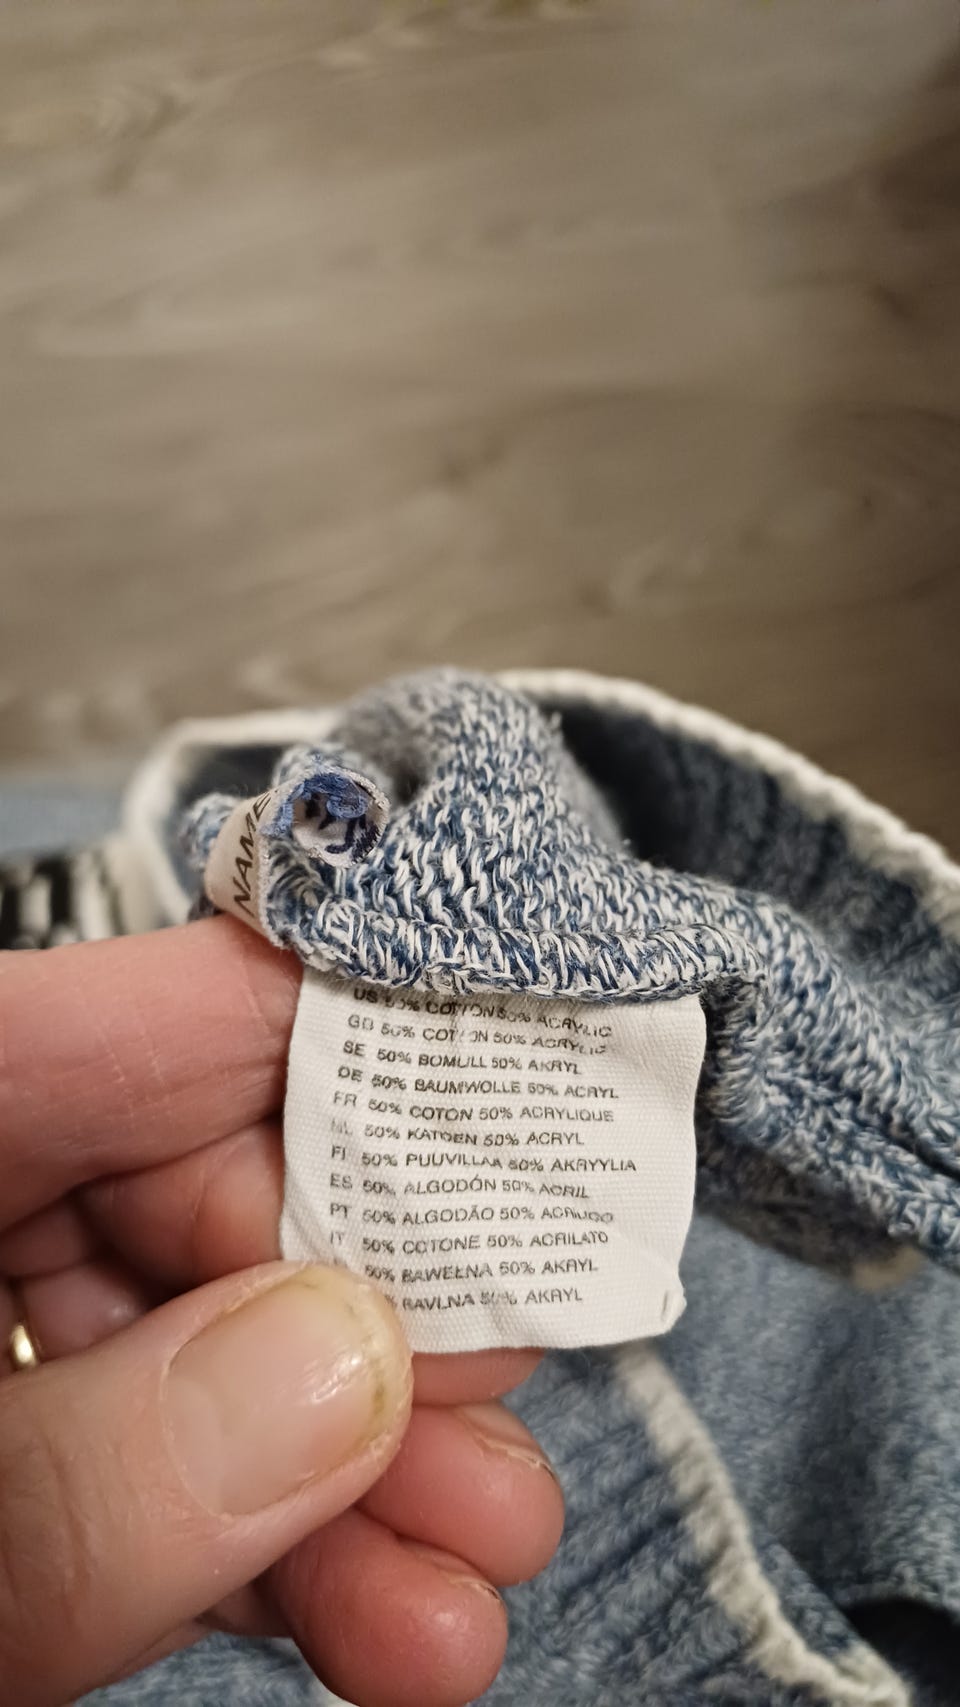 NAME
US 50% COTTON 50% ACRYLIC
GB 50% COTTON 50% ACRYLIC
SE 50% BOMULL 50% AKRYL
DE 50% BAUMWOLLE 50% ACRYL
FR 50% COTON 50% ACRYLIQUE
NL 50% KATOEN 50% ACRYL
FI 50% PUUVILLAA 50% AKRYYLIA
ES 50% ALGODÓN 50% ACRIL
PT 50% ALGODÃO 50%
IT 50% COTONE 50% ACRILATO
50% BAWEŁNA 50% AKRYL
% BAVLNA 50% AKRYL